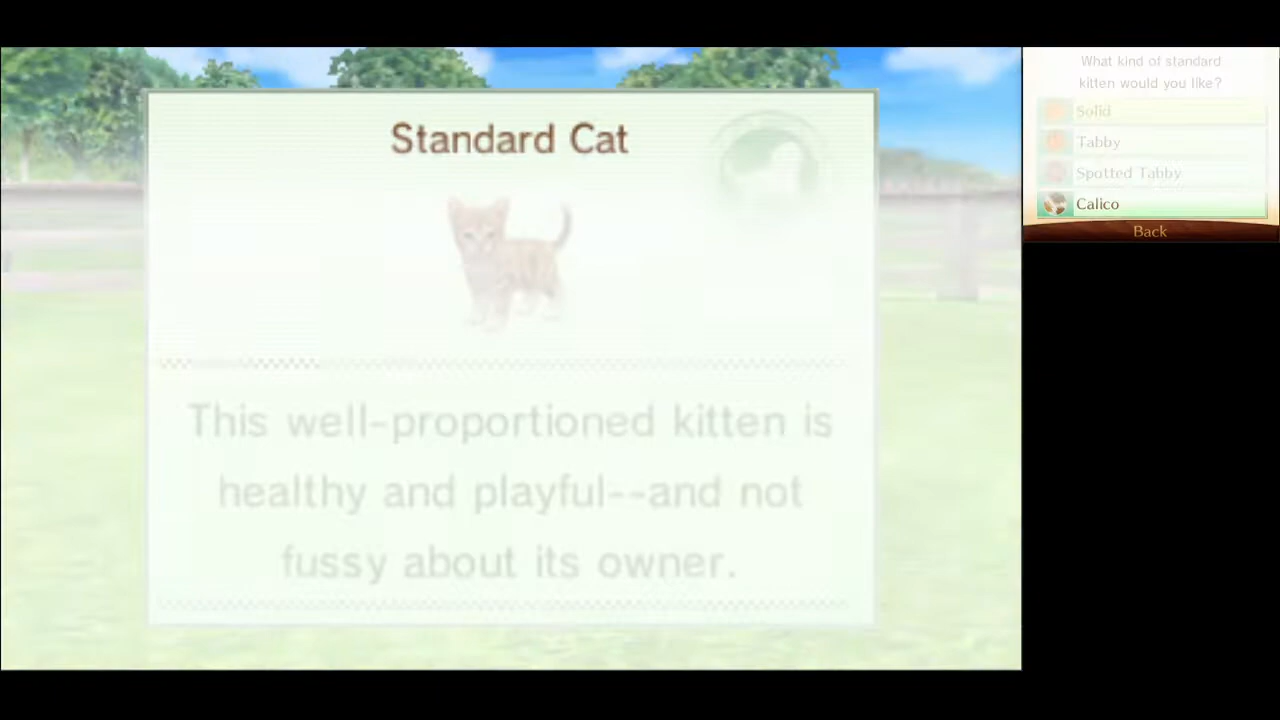 Standard Cat
This well-proportioned kitten is
healthy and playful--and not
fussy about its owner.
What kind of standard
kitten would you like?
Solid
Tabby
Spotted Tabby
Calico
Back